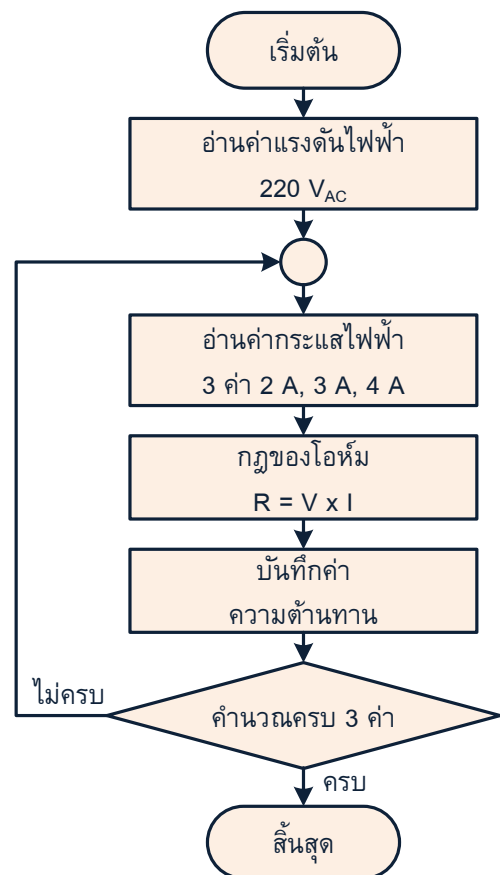 เริ่มต้น
อ่านค่าแรงดันไฟฟ้า
220 VAC
อ่านค่ากระแสไฟฟ้า
3 ค่า 2 A, 3 A, 4 A
กฎของโอห์ม
R = V x I
บันทึกค่า
ความต้านทาน
ไม่ครบ
คำนวณครบ 3 ค่า
ครบ
สิ้นสุด